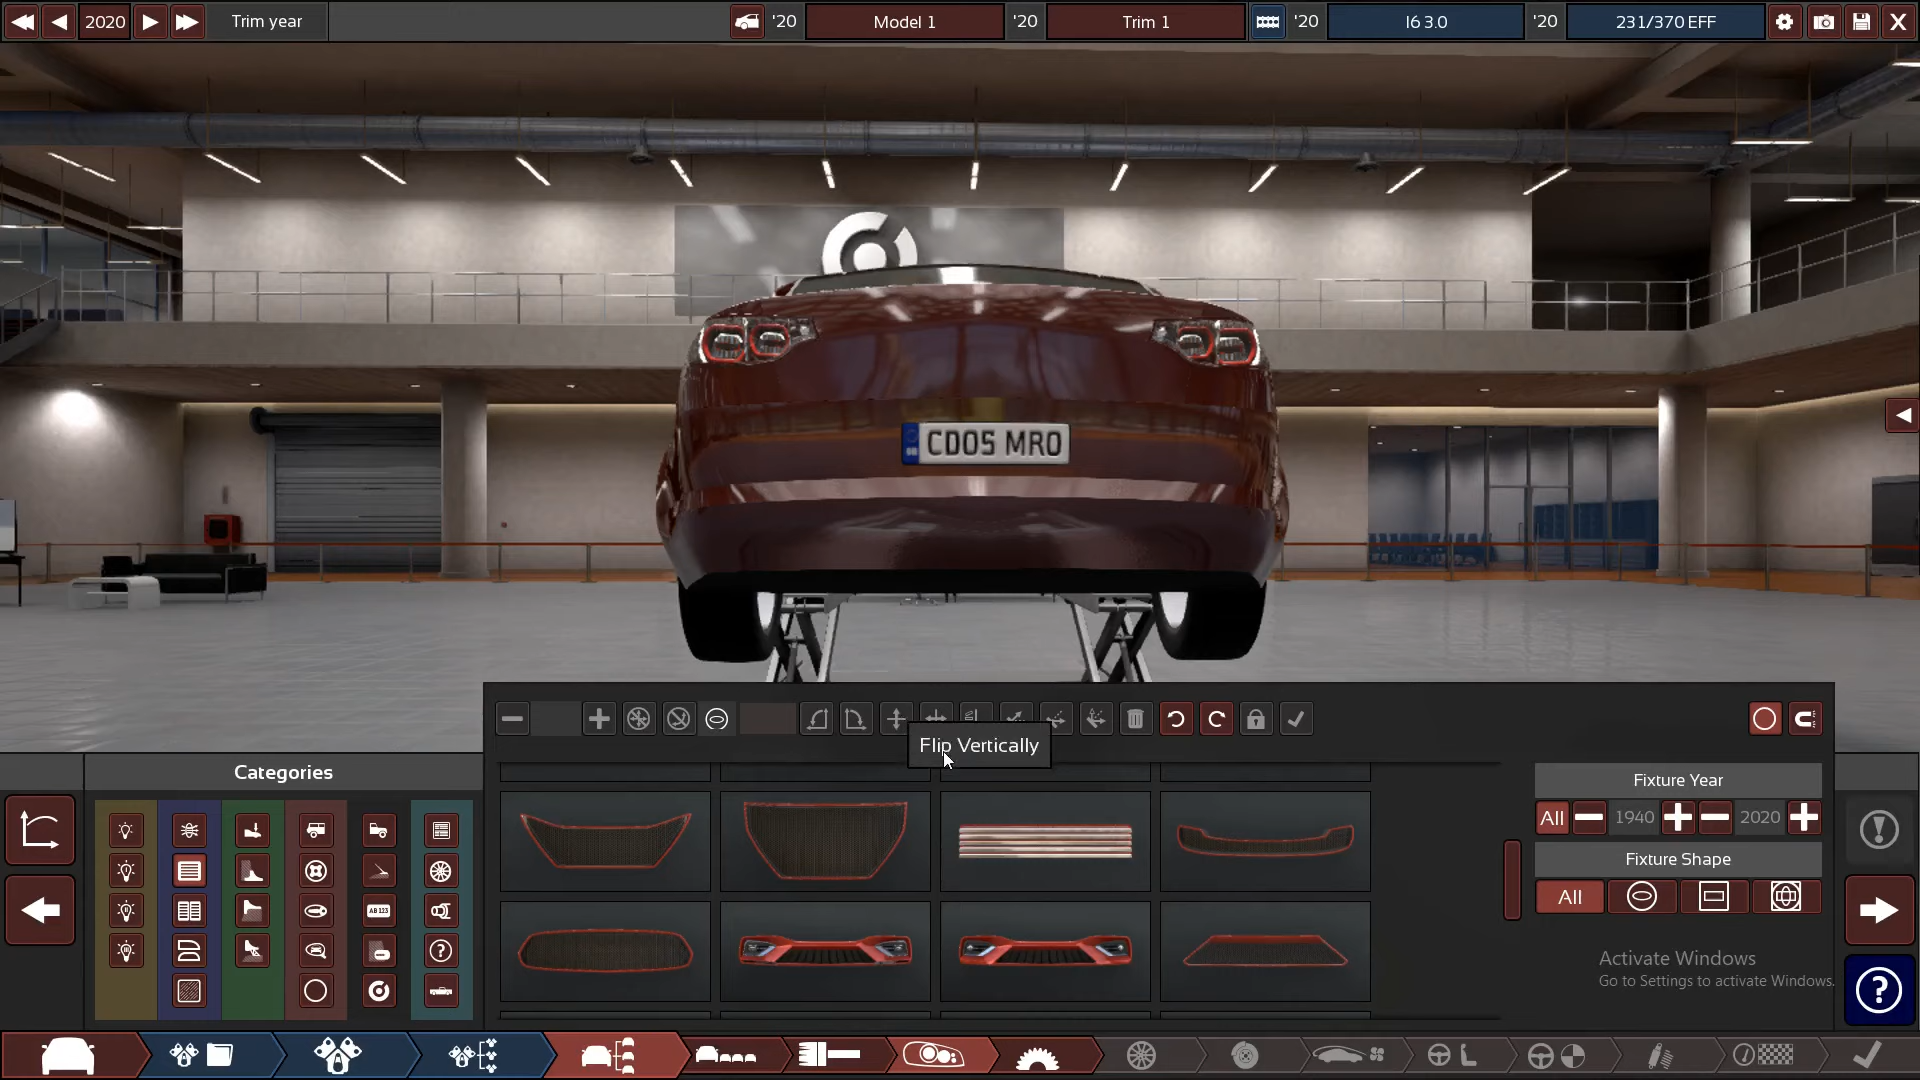 2020
Trim year
'20
Model 1
'20
Trim 1
'20
I6 3.0
'20
231/370 EFF
CD05 MRO
Flip Vertically
Categories
AB 123
Fixture Year
All
1940
2020
Fixture Shape
All
Activate Windows
Go to Settings to activate Windows.